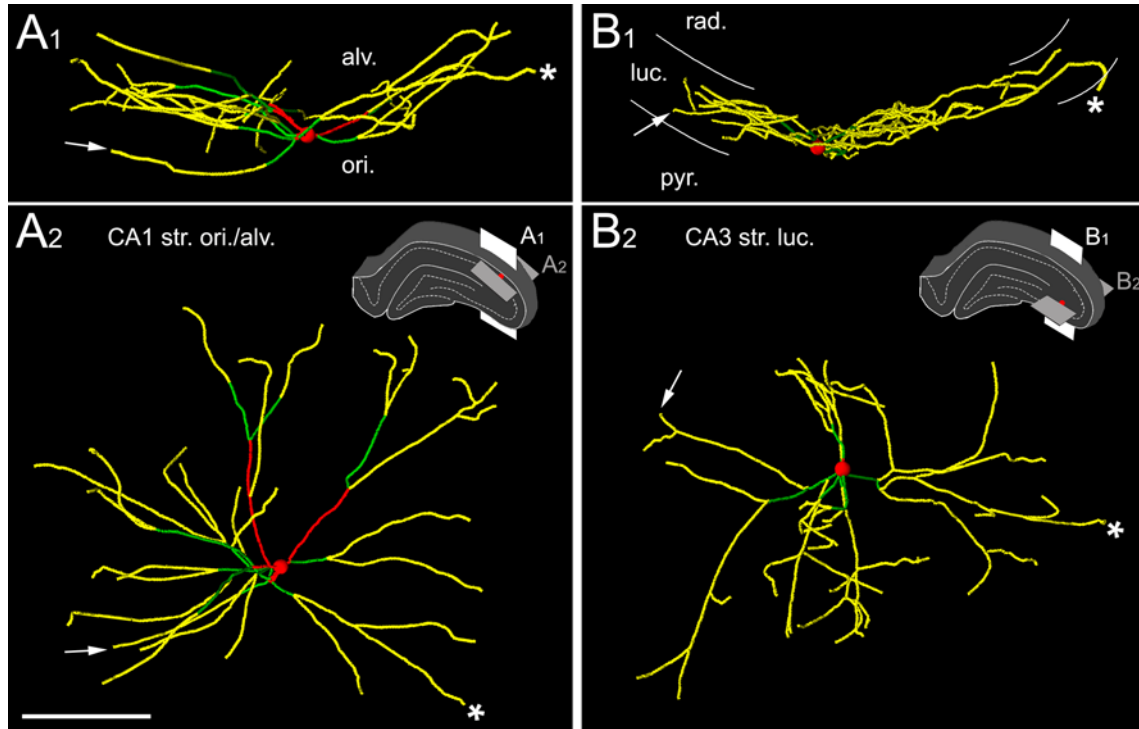 A1
alv.
*
ori.
B1
rad.
luc.
*
pyr.
A2 CA1 str. ori./alv.
A1
A2
*
B2 CA3 str. luc.
B1
B2
*